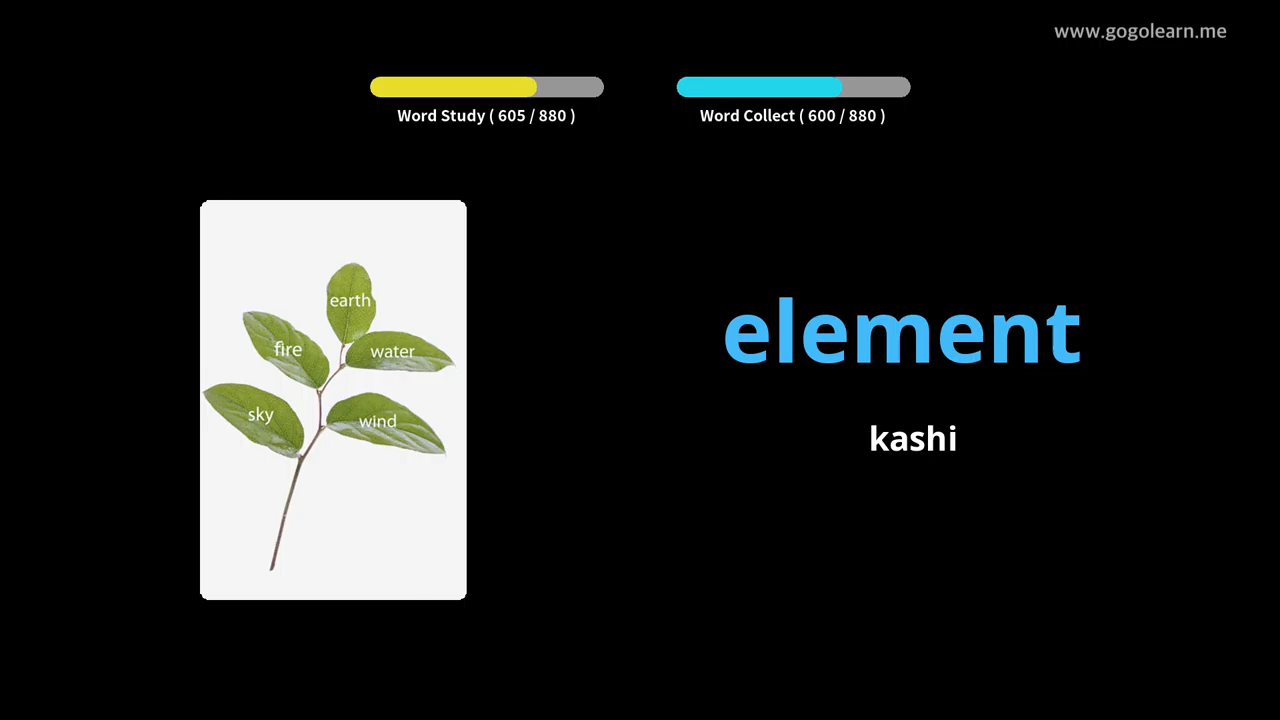 www.gogolearn.me
Word Study ( 605 / 880 )
Word Collect ( 600 / 880 )
earth
fire
water
sky
wind
element
kashi